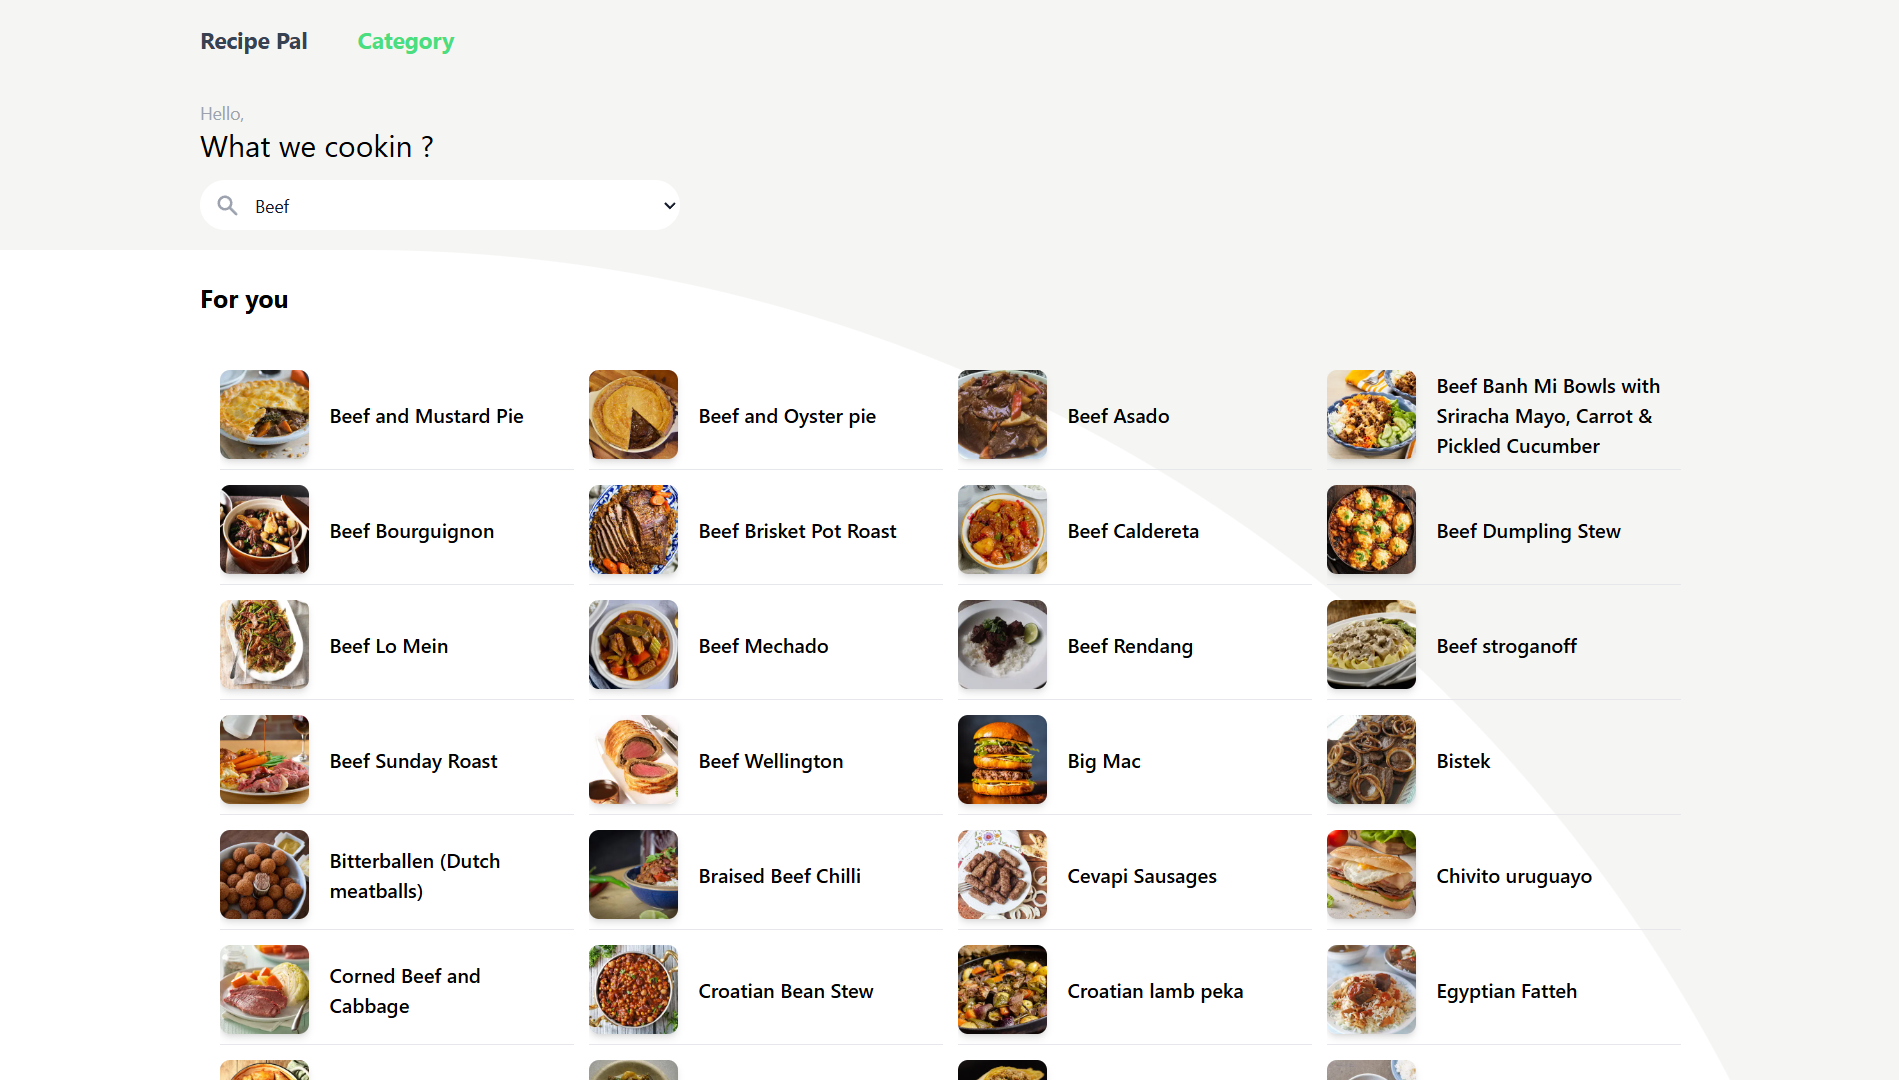 Recipe Pal Category
Hello,
What we cookin ?
Beef
For you
Beef and Mustard Pie
Beef and Oyster pie
Beef Asado
Beef Banh Mi Bowls with
Sriracha Mayo, Carrot &
Pickled Cucumber
Beef Bourguignon
Beef Brisket Pot Roast
Beef Caldereta
Beef Dumpling Stew
Beef Lo Mein
Beef Mechado
Beef Rendang
Beef stroganoff
Beef Sunday Roast
Beef Wellington
Big Mac
Bistek
Bitterballen (Dutch
meatballs)
Braised Beef Chilli
Cevapi Sausages
Chivito uruguayo
Corned Beef and
Cabbage
Croatian Bean Stew
Croatian lamb peka
Egyptian Fatteh